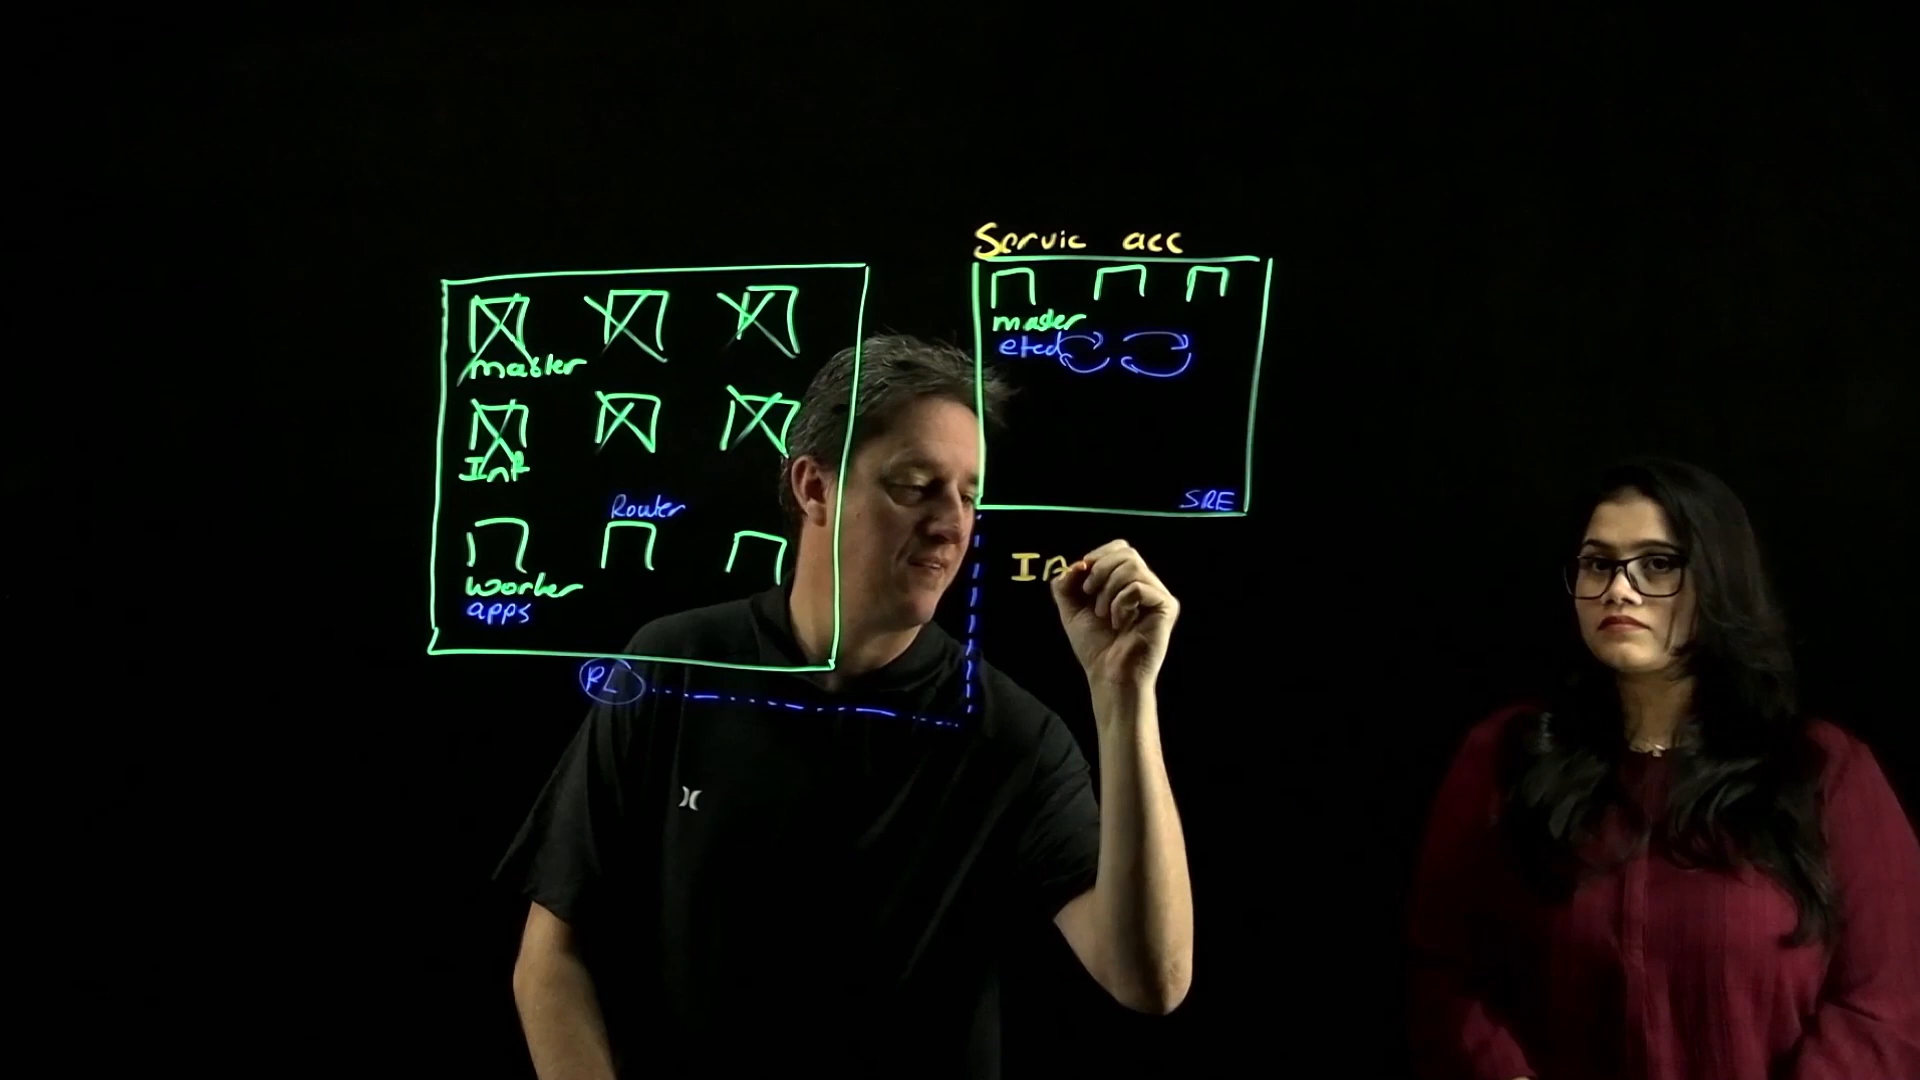 Servic acc
master
etcd
SRE
master
Inf
Router
worker
apps
PL
IA